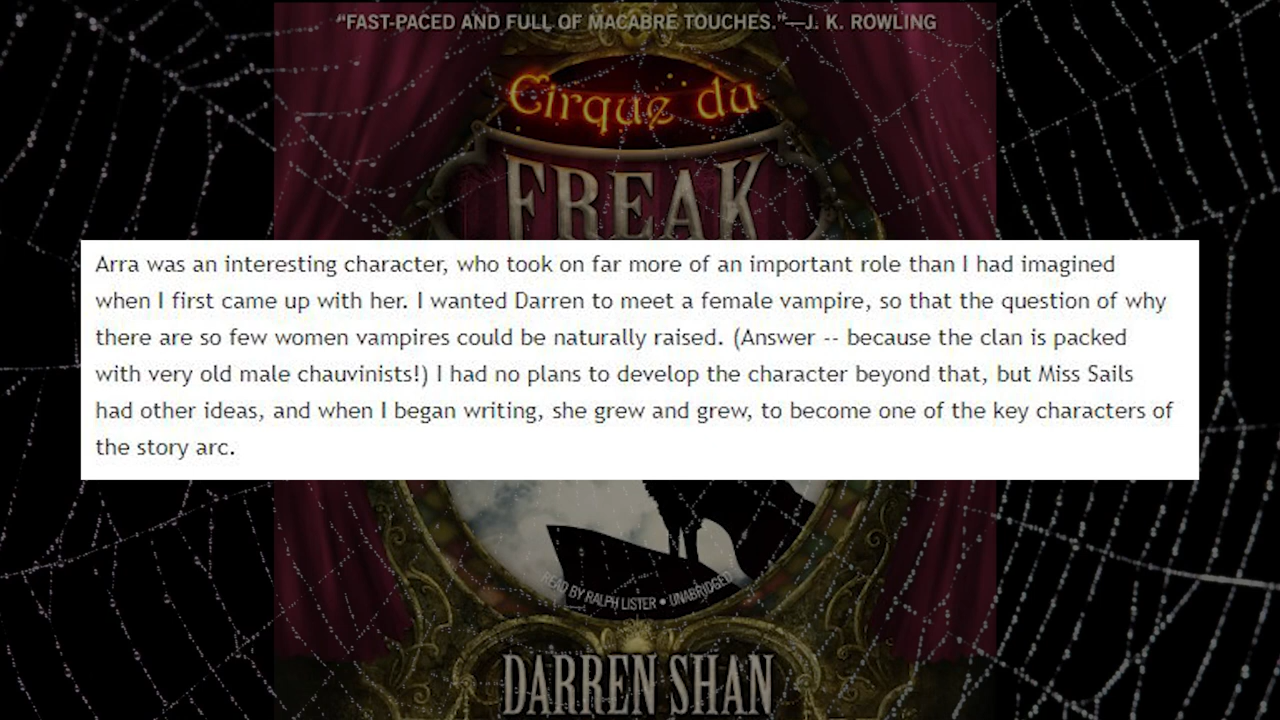 “FAST-PACED AND FULL OF MACABRE TOUCHES.”—J. K. ROWLING
Cirque du
FREAK
Arra was an interesting character, who took on far more of an important role than I had imagined
when I first came up with her. I wanted Darren to meet a female vampire, so that the question of why
there are so few women vampires could be naturally raised. (Answer -- because the clan is packed
with very old male chauvinists!) I had no plans to develop the character beyond that, but Miss Sails
had other ideas, and when I began writing, she grew and grew, to become one of the key characters of
the story arc.
READ BY RALPH LISTER • UNABRIDGED
DARREN SHAN